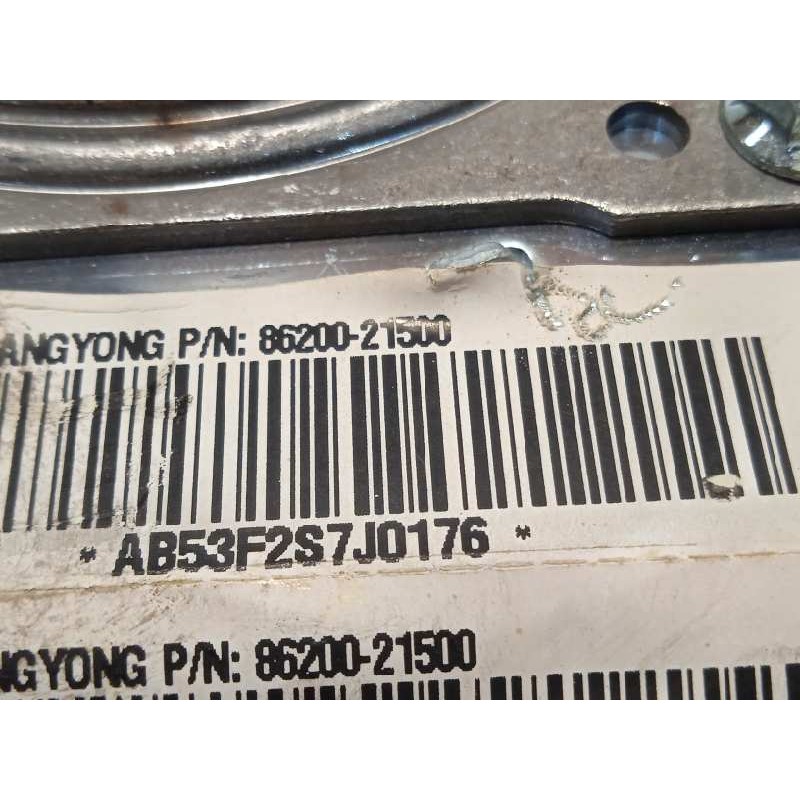 ANGYONG P/N: 86200-21500
* AB53F2S7J0176 *
NGYONG P/N: 86200-21500